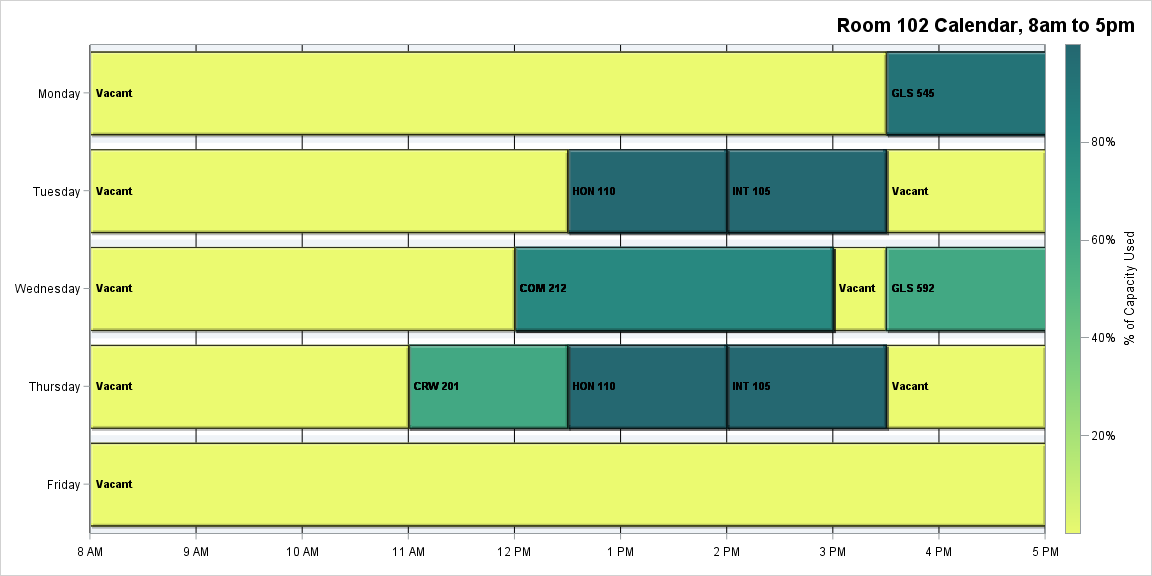 Room 102 Calendar, 8am to 5pm
Monday
Vacant
GLS 545
Tuesday
Vacant
HON 110
INT 105
Vacant
Wednesday
Vacant
COM 212
Vacant
GLS 592
Thursday
Vacant
CRW 201
HON 110
INT 105
Vacant
Friday
Vacant
8 AM
9 AM
10 AM
11 AM
12 PM
1 PM
2 PM
3 PM
4 PM
5 PM
80%
60%
40%
20%
% of Capacity Used